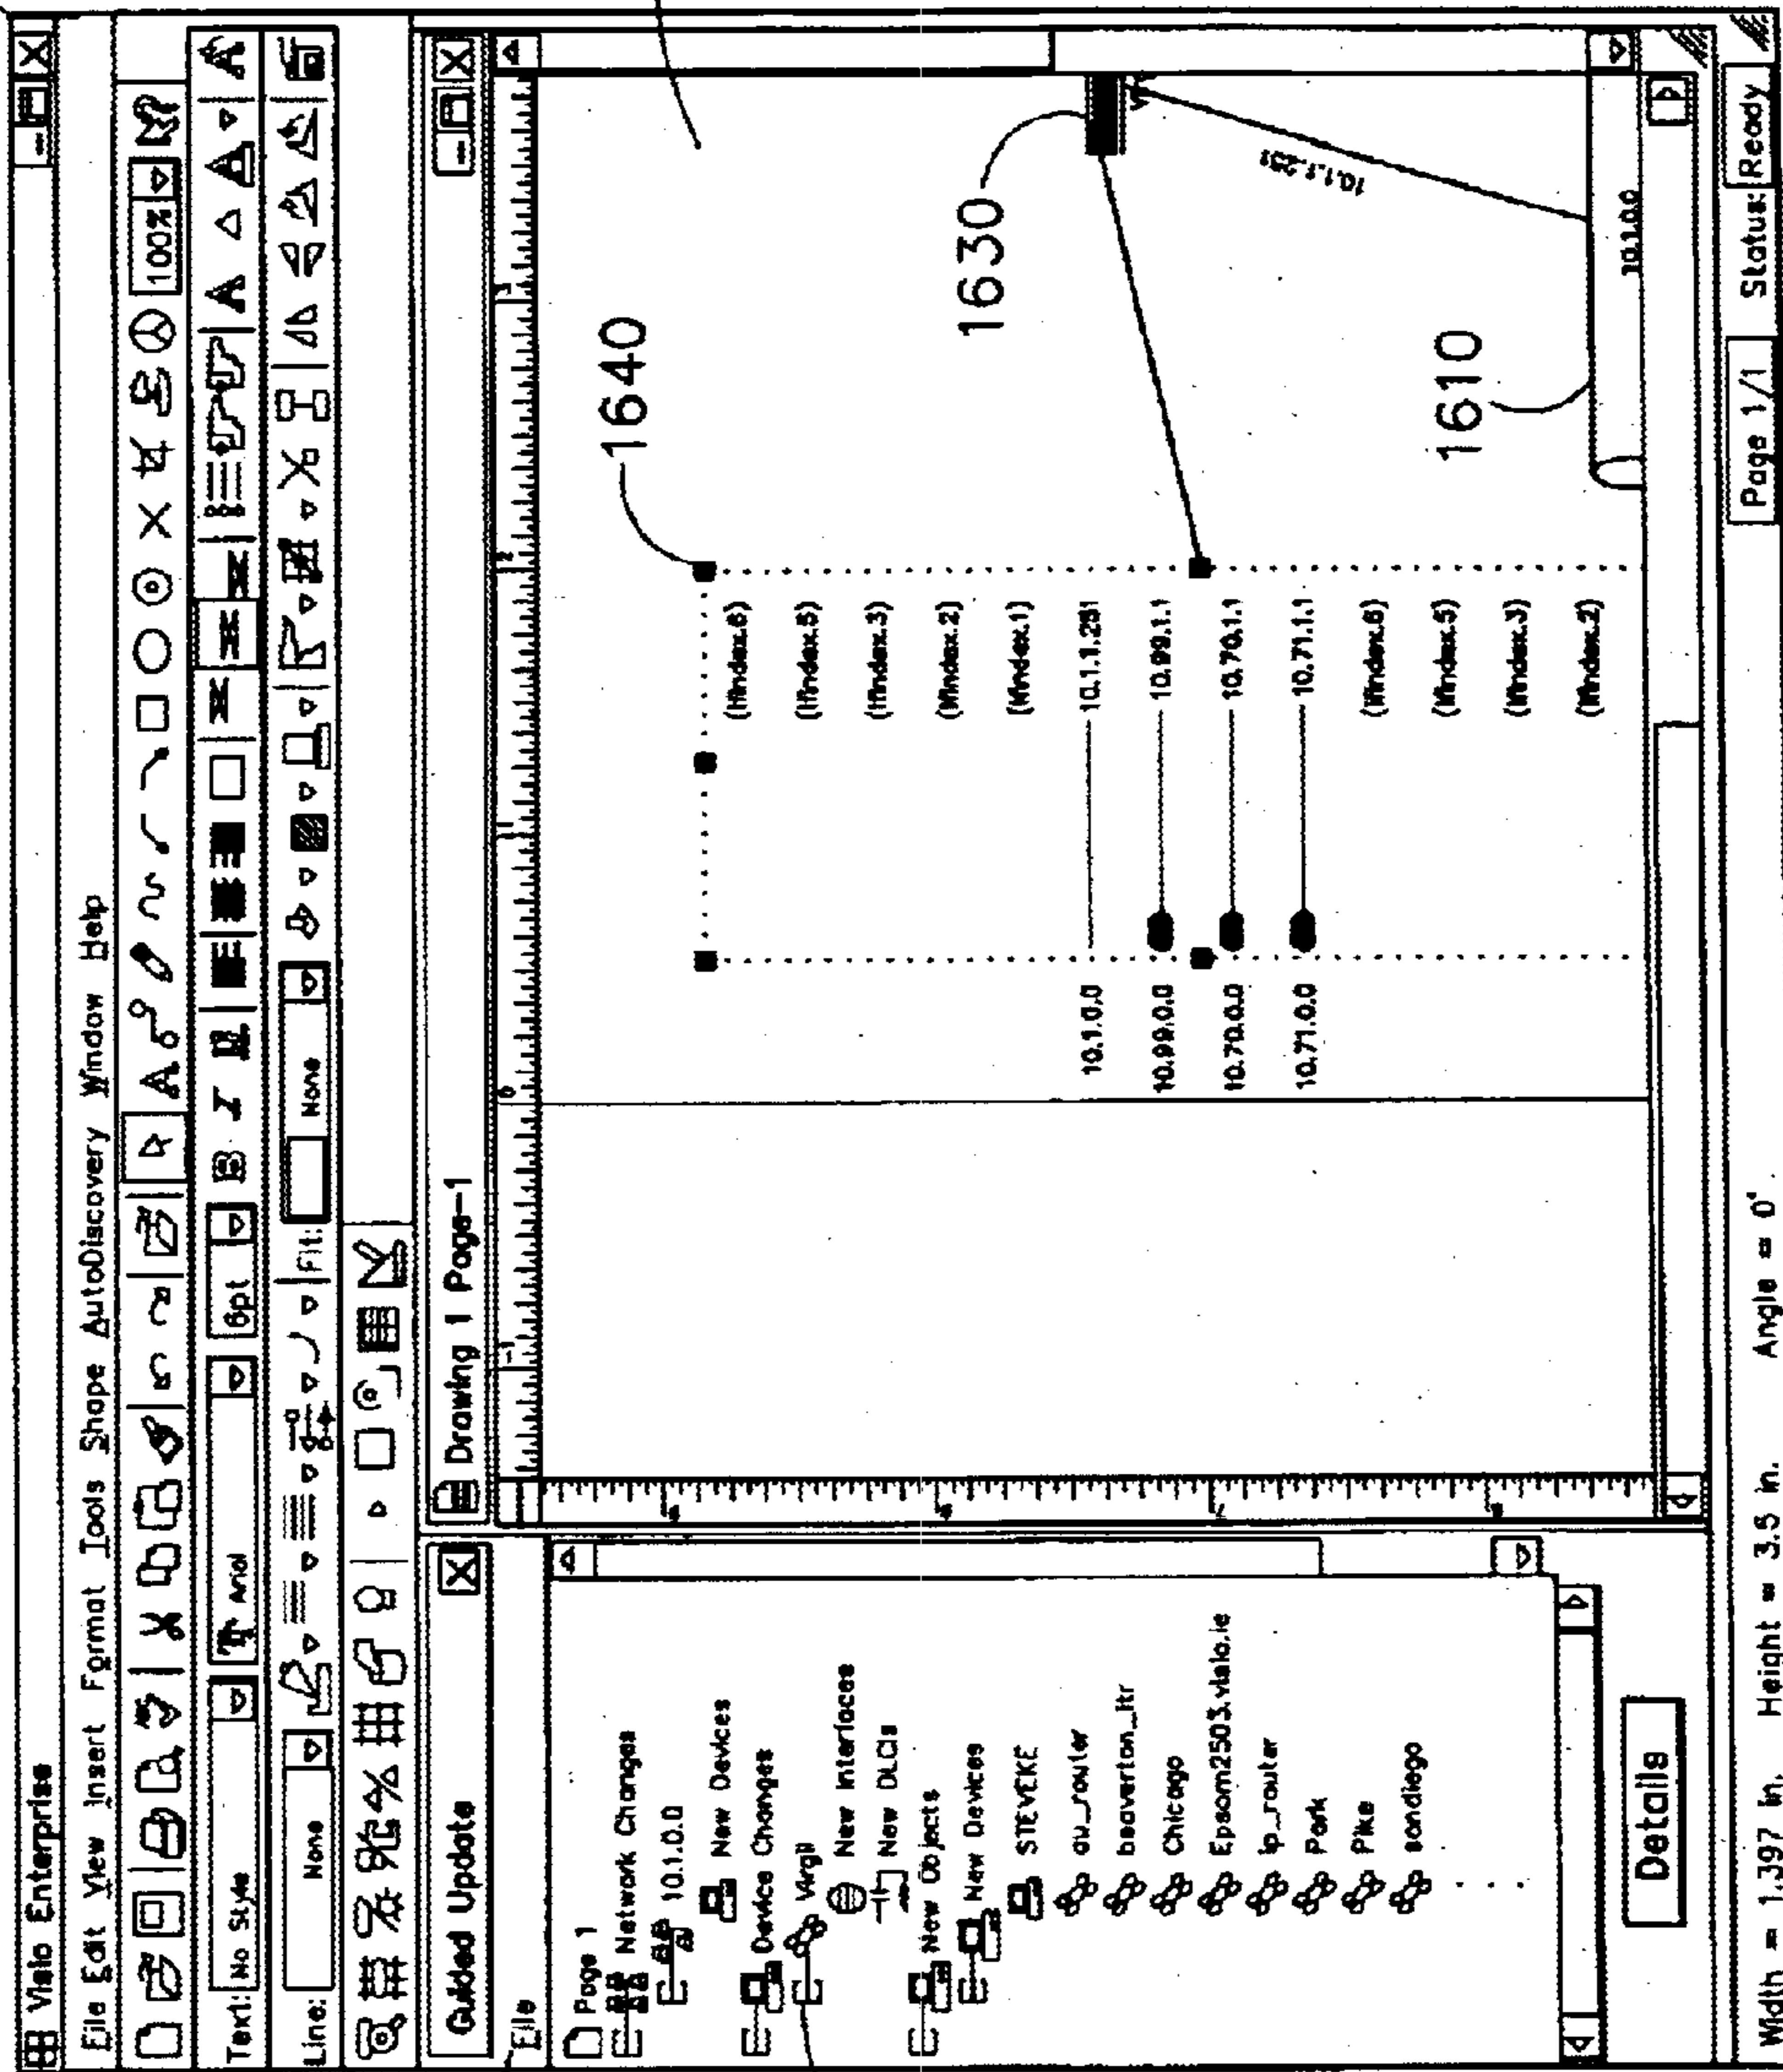 Visio Enterprise
File Edit View Insert Format Tools Shape AutoDiscovery Window Help
100%
Text: No Style
Arial
6pt
B I U
Line: None
Fill: None
Guided Update
File
Page 1
Network Changes
10.1.0.0
New Devices
Device Changes
Virgil
New Interfaces
New DLCIs
New Objects
New Devices
STEVEKE
beaverton_ltr
Chicago
Epsom2503.visio.ie
ip_router
Park
Pike
sandiego
Details
Drawing 1 Page-1
1640
(ifIndex.6)
(ifIndex.5)
(ifIndex.3)
(ifIndex.2)
(ifIndex.1)
10.1.0.0 10.1.1.251
10.99.0.0 10.99.1.1
10.70.0.0 10.70.1.1
10.71.0.0 10.71.1.1
(ifIndex.6)
(ifIndex.5)
(ifIndex.3)
(ifIndex.2)
1630
10.1.1.251
1610
10.1.0.0
Width = 1.397 in. Height = 3.5 in. Angle = 0°
Page 1/1 Status: Ready